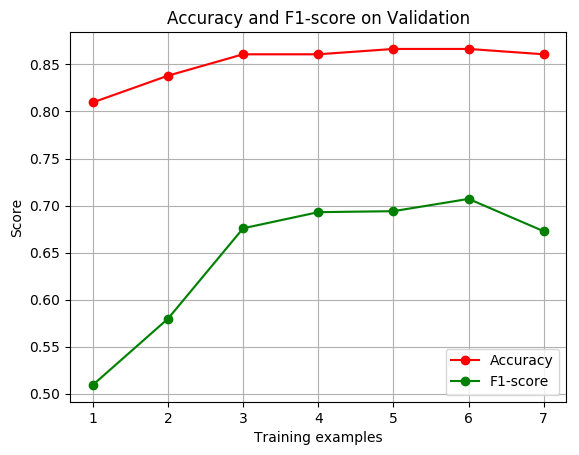 Accuracy and F1-score on Validation
Score
0.85
0.80
0.75
0.70
0.65
0.60
0.55
0.50
Accuracy
F1-score
1 2 3 4 5 6 7
Training examples